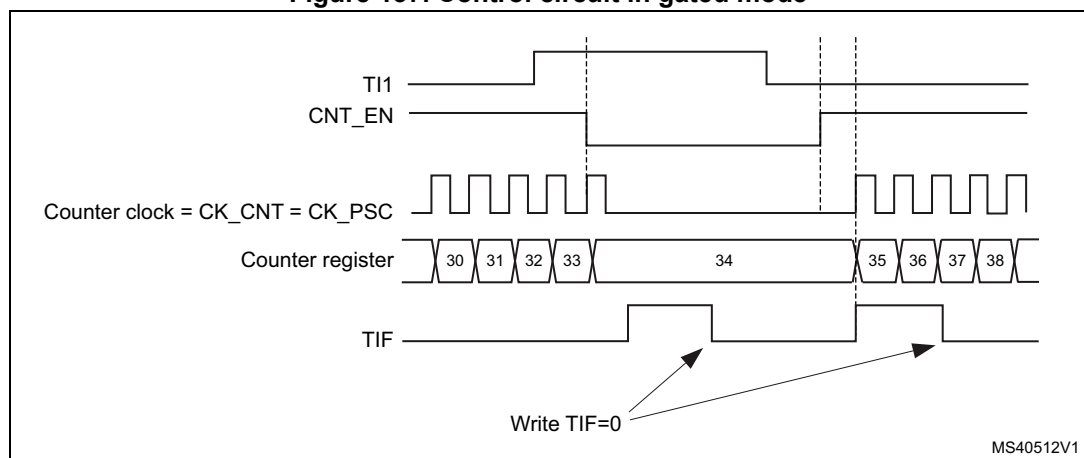 Figure Control circuit in gated mode
TI1
CNT_EN
Counter clock = CK_CNT = CK_PSC
Counter register 30 31 32 33 34 35 36 37 38
TIF
Write TIF=0
MS40512V1